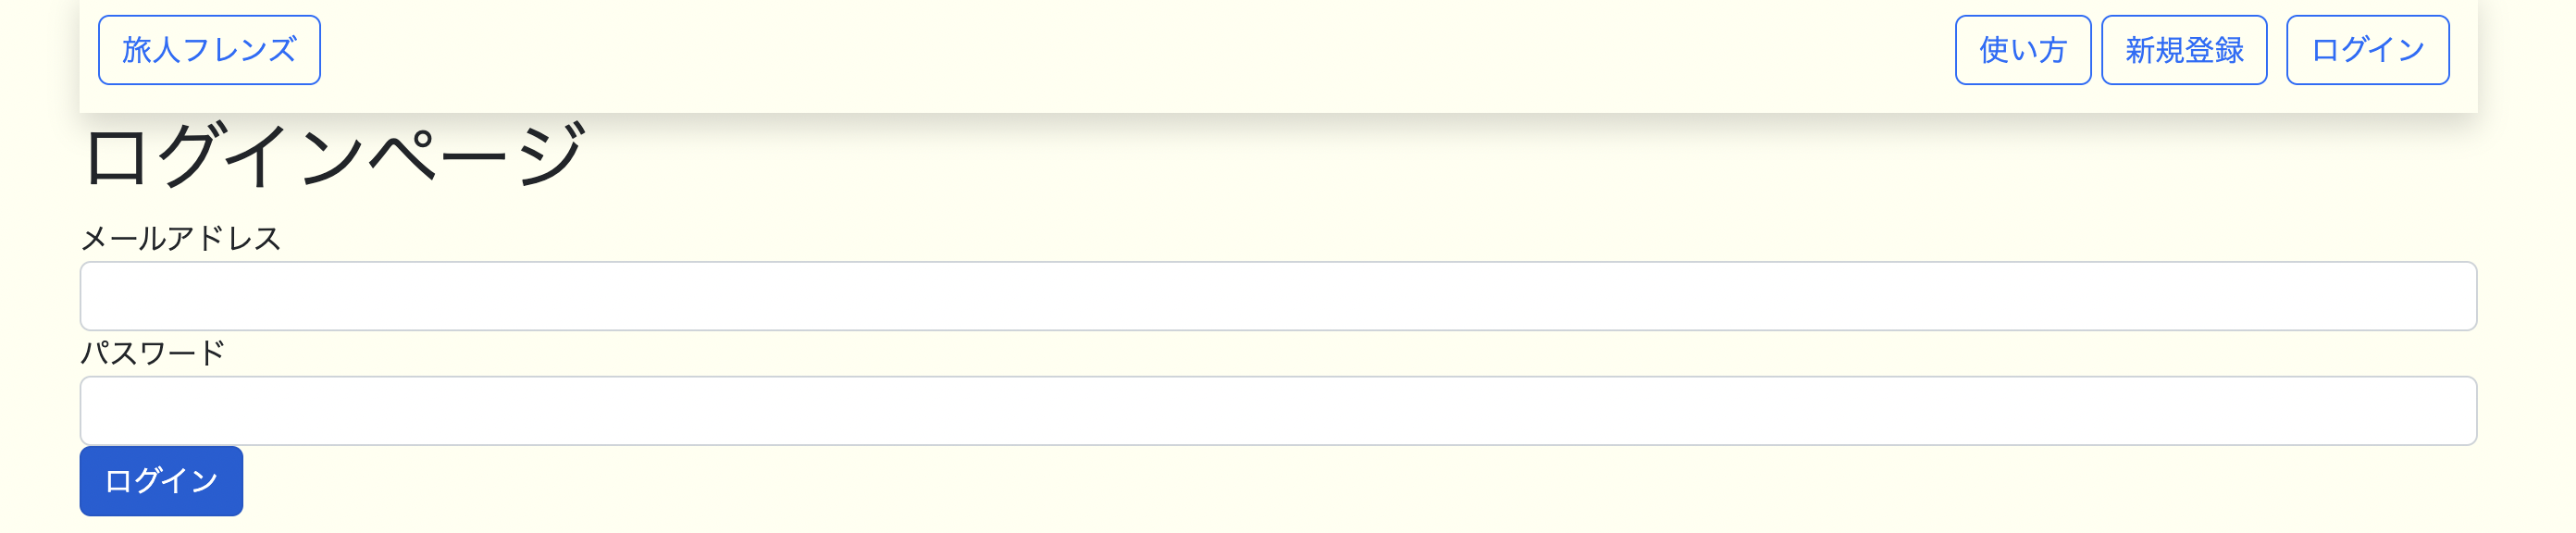 旅人フレンズ 使い方 新規登録 ログイン
ログインページ
メールアドレス
パスワード
ログイン